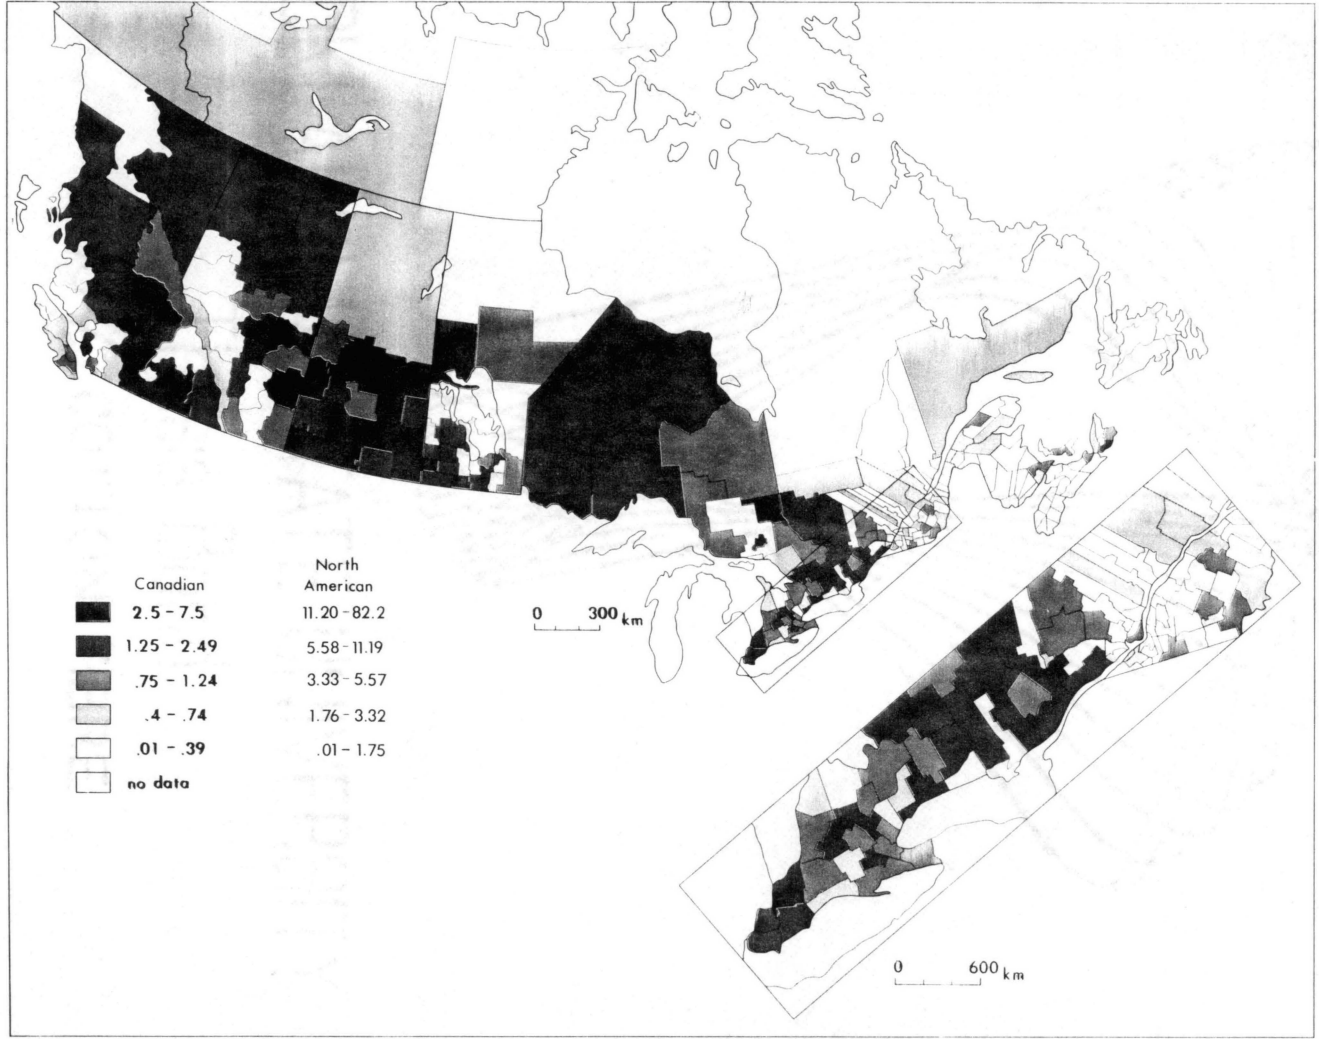 North
Canadian American
2.5 - 7.5 11.20 - 82.2
1.25 - 2.49 5.58 - 11.19
.75 - 1.24 3.33 - 5.57
.4 - .74 1.76 - 3.32
.01 - .39 .01 - 1.75
no data
0 300 km
0 600 km